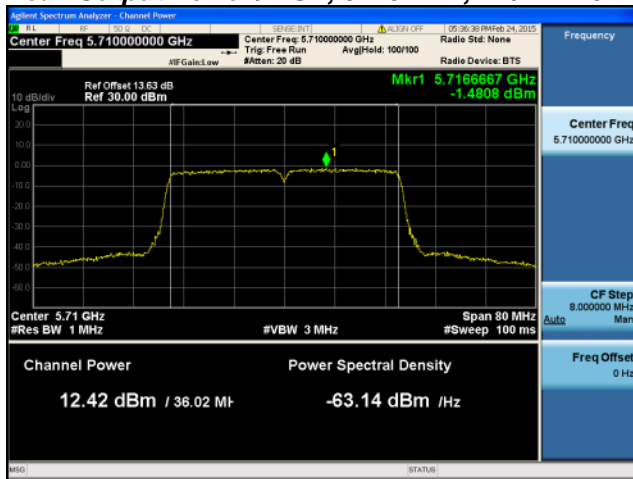 Agilent Spectrum Analyzer - Channel Power
RL RF 50 Ω DC SENSE:INT ALIGN OFF 05:36:38 PM Feb 24, 2015
Center Freq 5.710000000 GHz
Center Freq: 5.710000000 GHz
Radio Std: None
Trig: Free Run Avg|Hold: 100/100
#IFGain:Low #Atten: 20 dB Radio Device: BTS
Frequency
Mkr1 5.7166667 GHz
-1.4808 dBm
Ref Offset 13.63 dB
10 dB/div Ref 30.00 dBm
Log
20.0
10.0
0.00
-10.0
-20.0
-30.0
-40.0
-50.0
-60.0
1
Center Freq
5.710000000 GHz
CF Step
8.000000 MHz
Auto Man
Freq Offset
0 Hz
Center 5.71 GHz Span 80 MHz
#Res BW 1 MHz #VBW 3 MHz #Sweep 100 ms
Channel Power Power Spectral Density
12.42 dBm / 36.02 MH -63.14 dBm /Hz
MSG STATUS